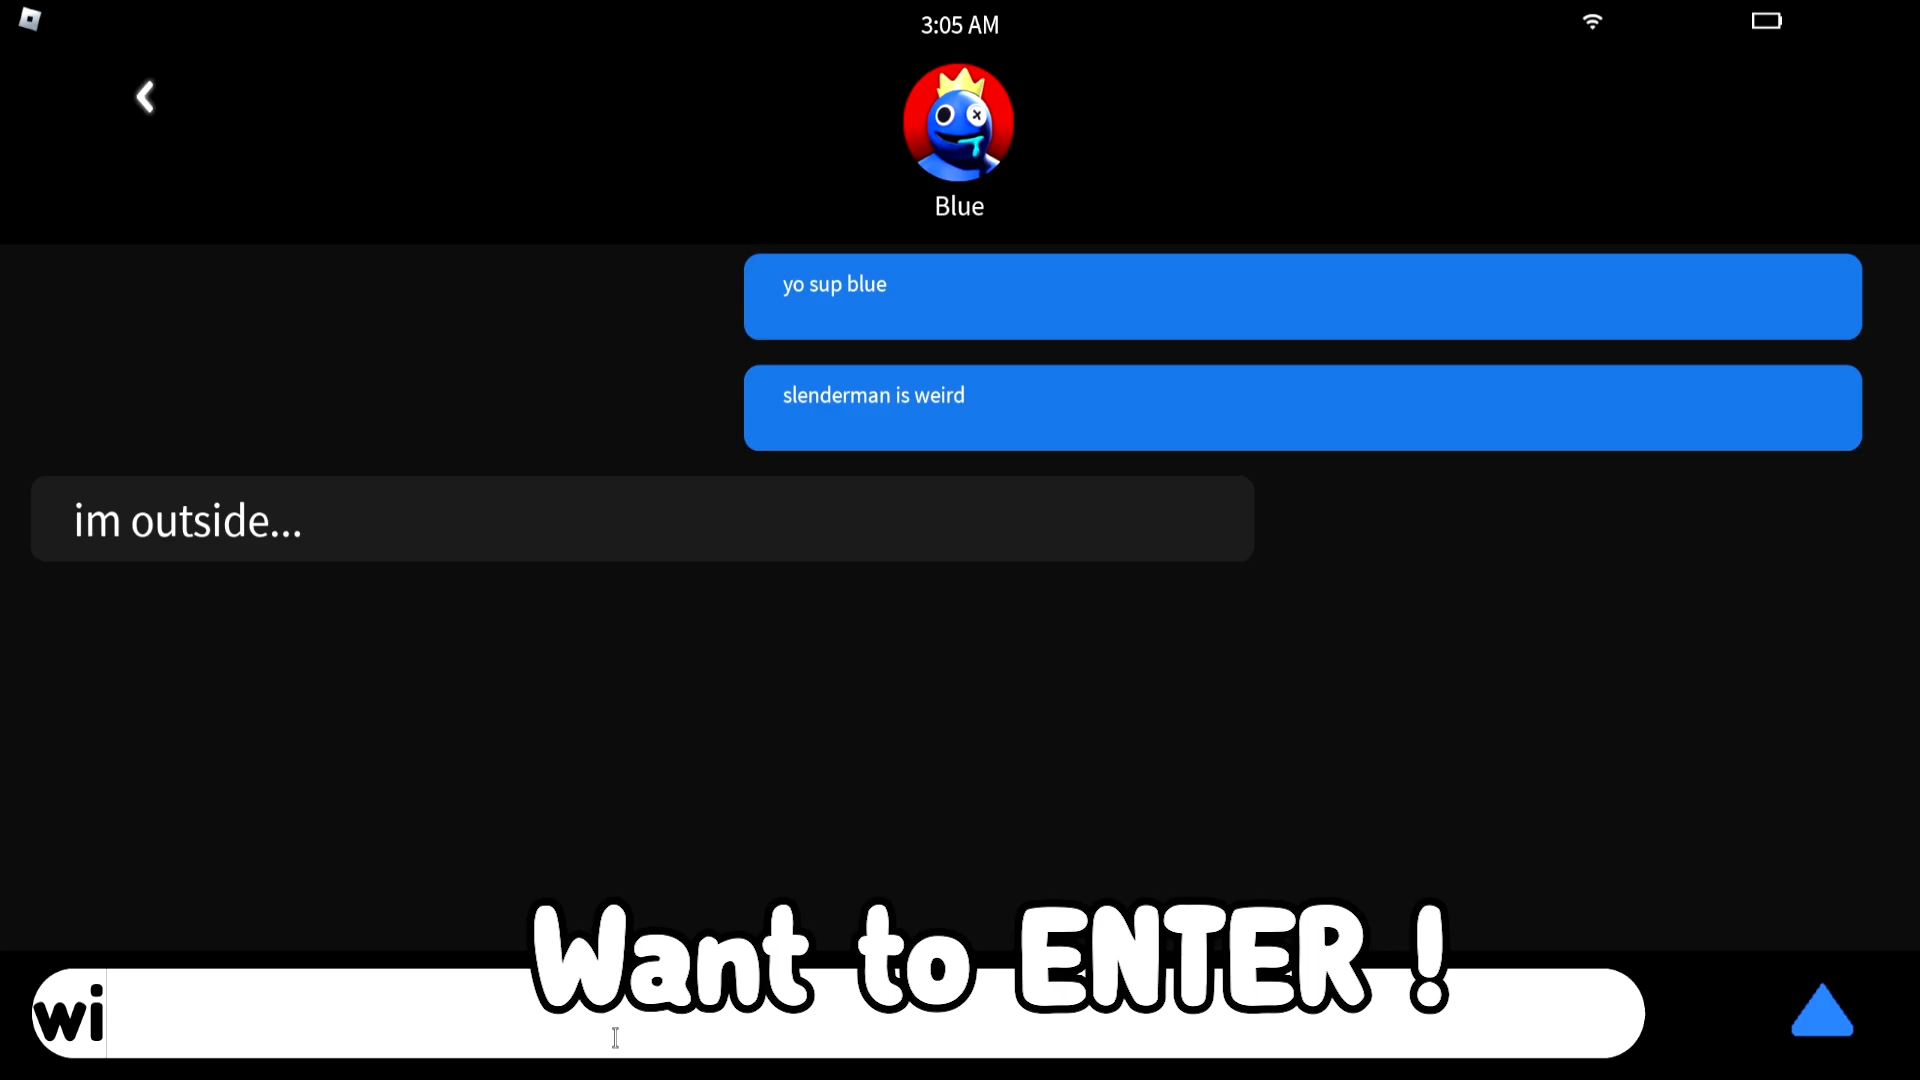 3:05 AM
Blue
yo sup blue
slenderman is weird
im outside...
Want to ENTER !
wi